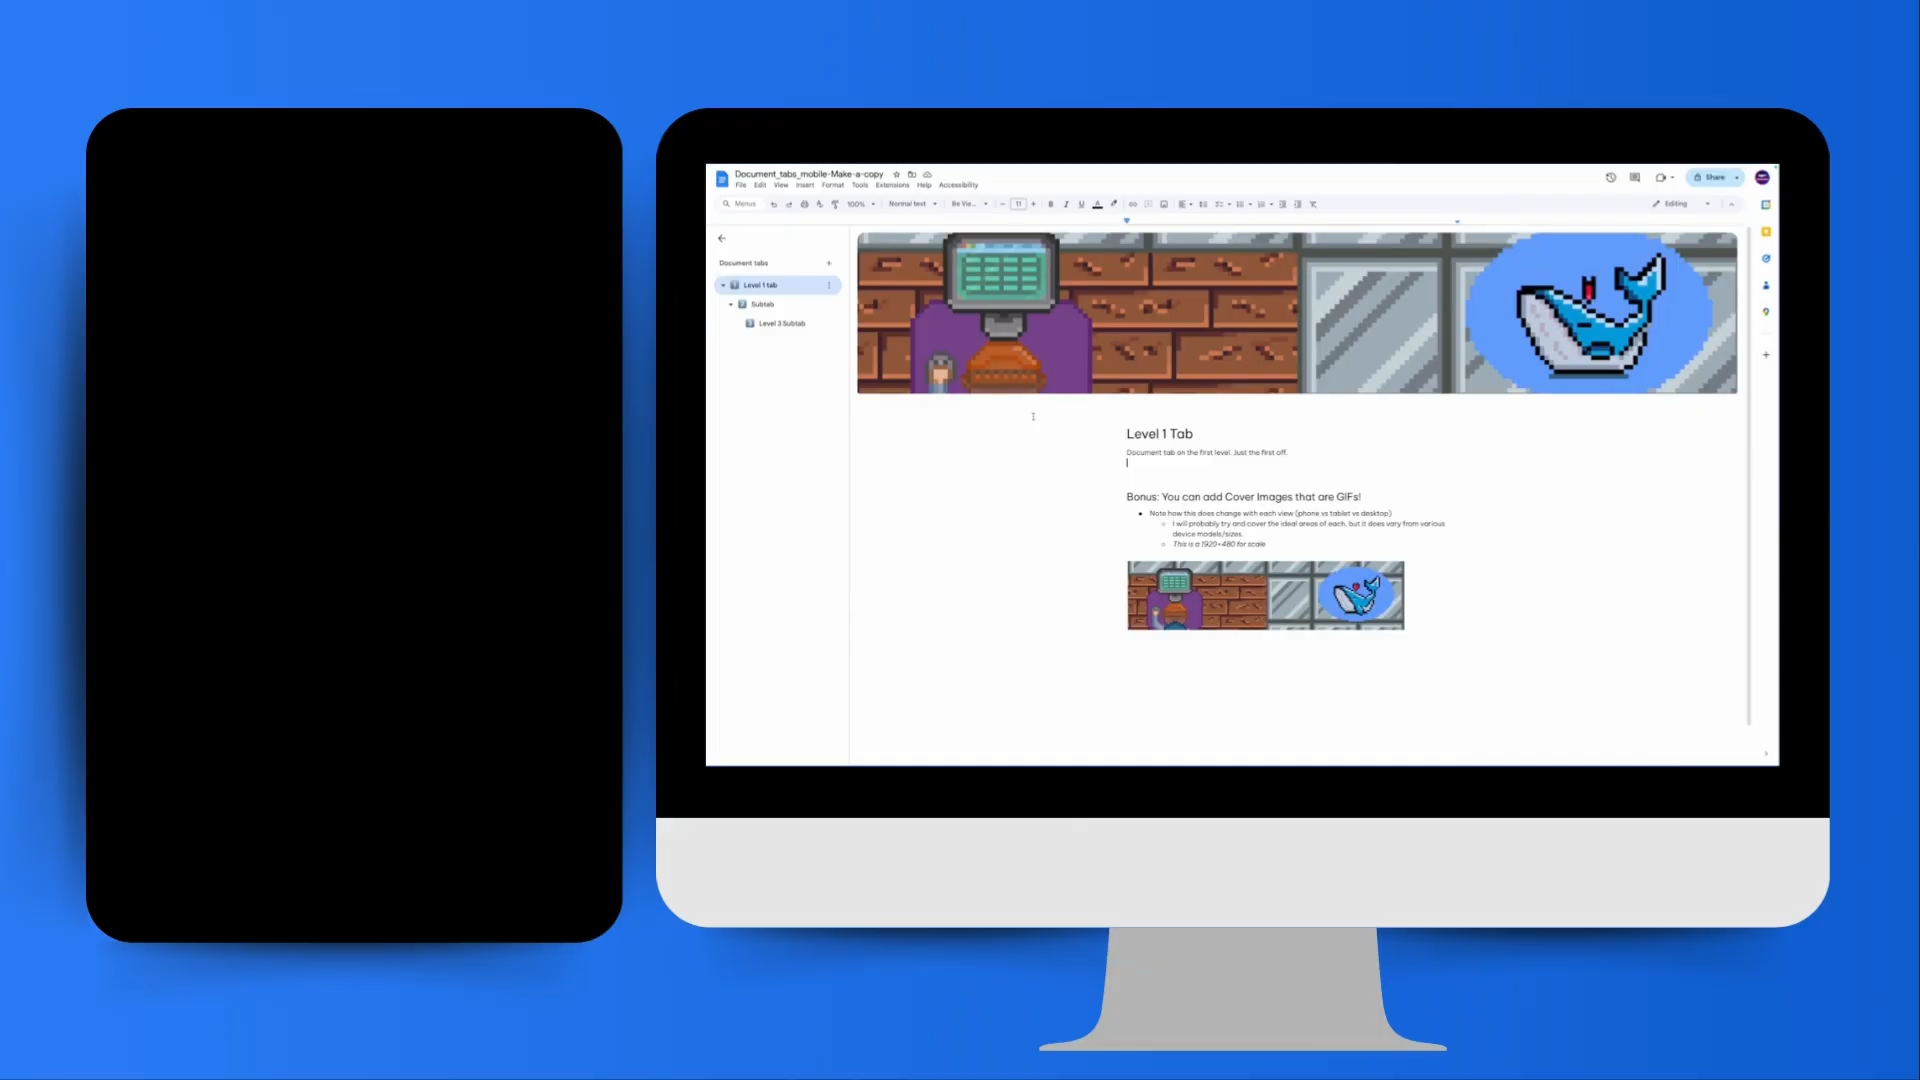 Document_tabs_mobile-Make-a-copy
File Edit View Insert Format Tools Extensions Help Accessibility
Share
Menus 100% Normal text Be Vie... 11 Editing
Document tabs
Level 1 tab
Subtab
Level 3 Subtab
Level 1 Tab
Document tab on the first level. Just the first off.
Bonus: You can add Cover Images that are GIFs!
Note how this does change with each view (phone vs tablet vs desktop)
I will probably try and cover the ideal areas of each, but it does vary from various
device models/sizes.
This is a 1920×480 for scale